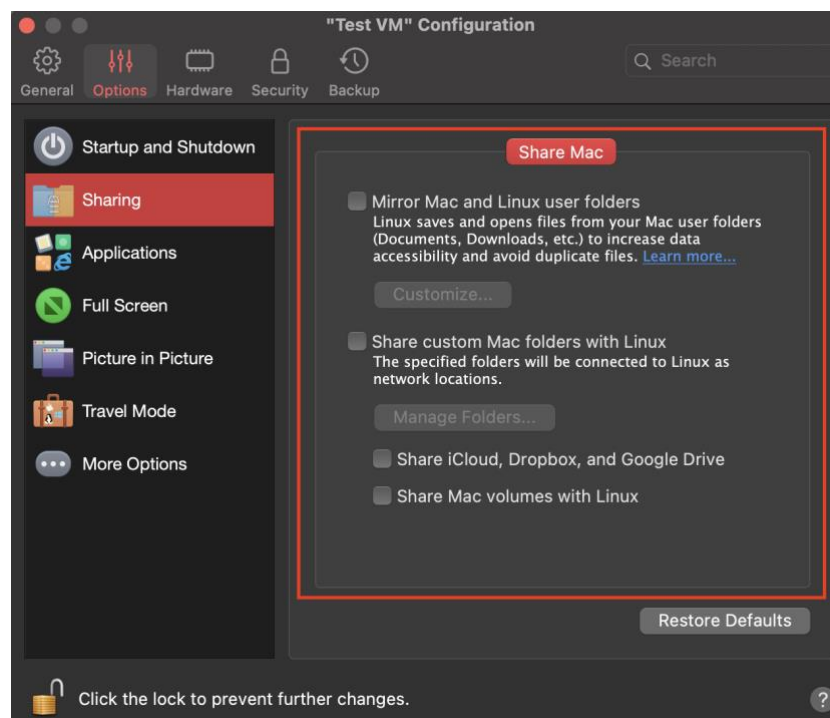 "Test VM" Configuration
General Options Hardware Security Backup
Search
Startup and Shutdown
Sharing
Applications
Full Screen
Picture in Picture
Travel Mode
More Options
Share Mac
Mirror Mac and Linux user folders
Linux saves and opens files from your Mac user folders
(Documents, Downloads, etc.) to increase data
accessibility and avoid duplicate files. Learn more...
Customize...
Share custom Mac folders with Linux
The specified folders will be connected to Linux as
network locations.
Manage Folders...
Share iCloud, Dropbox, and Google Drive
Share Mac volumes with Linux
Restore Defaults
Click the lock to prevent further changes.
?